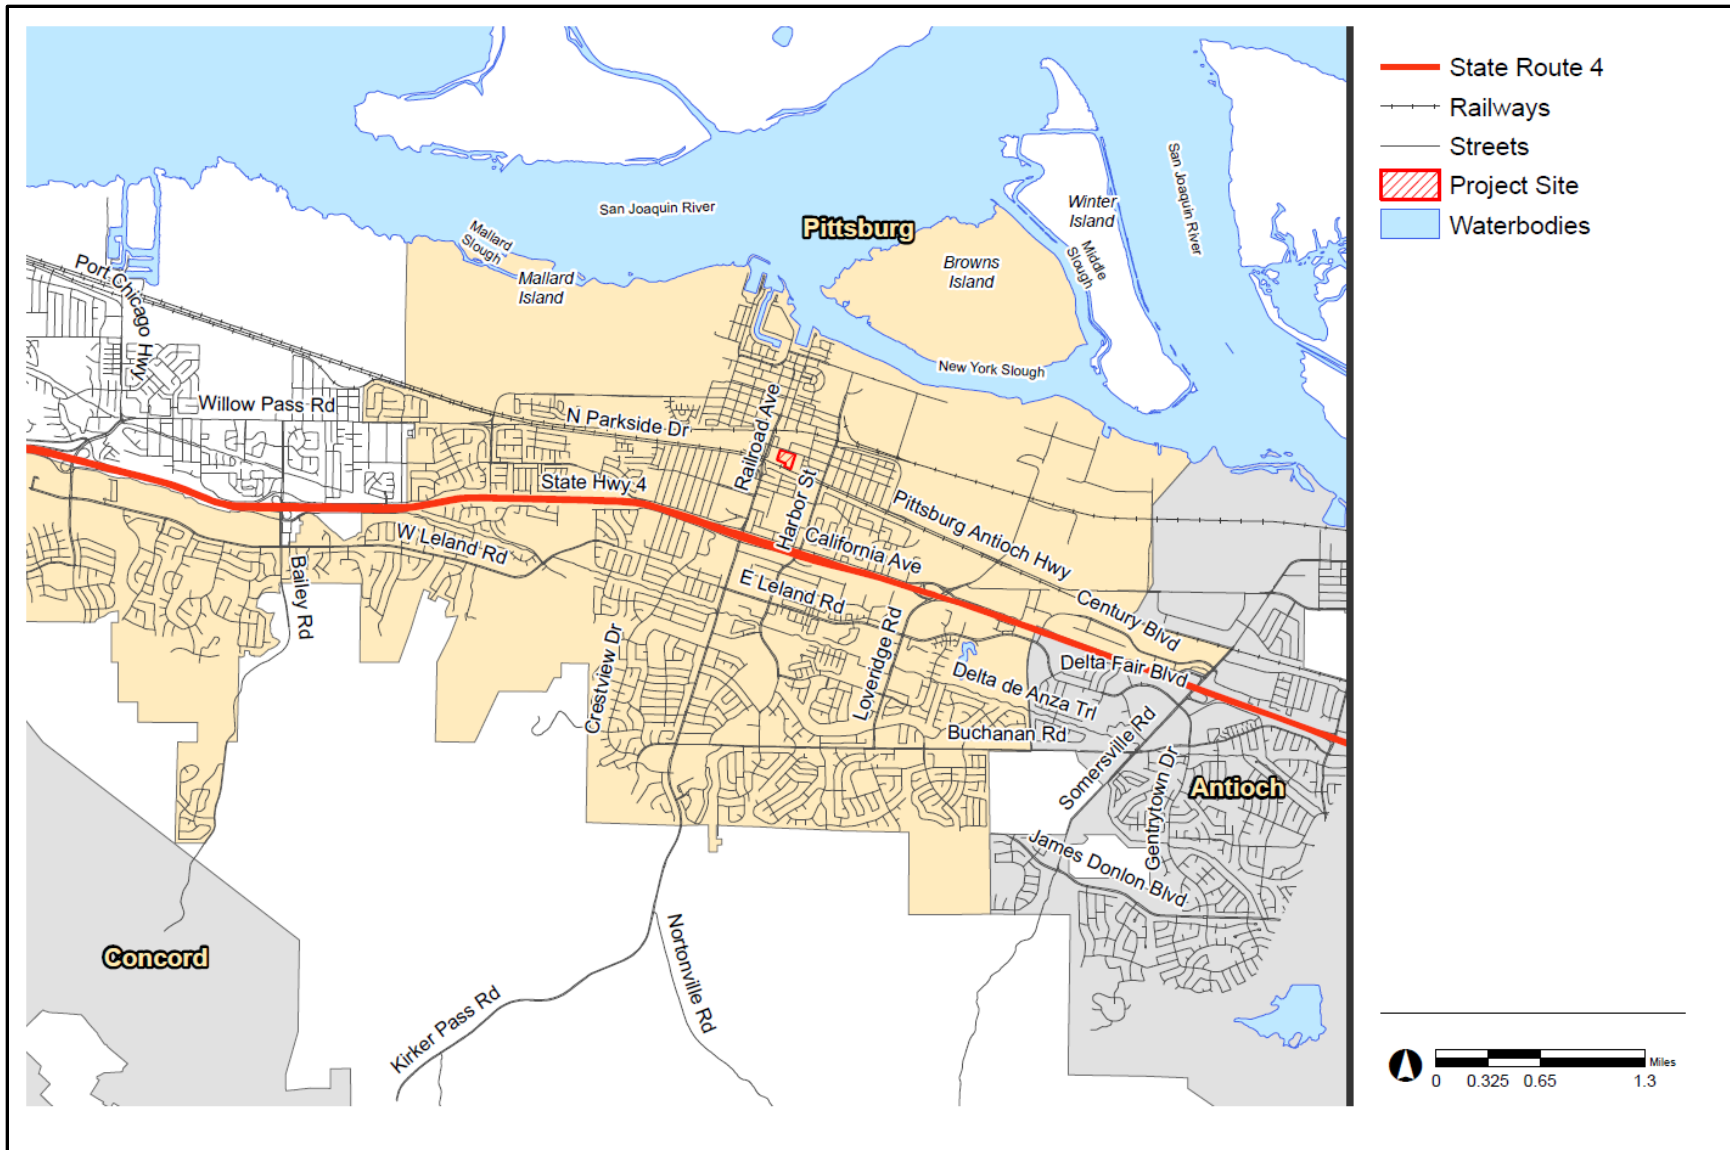 State Route 4
Railways
Streets
Project Site
Waterbodies
San Joaquin River
San Joaquin River
Pittsburg
Winter
Island
Middle
Slough
Browns
Island
Mallard
Slough
Mallard
Island
New York Slough
Port Chicago Hwy
Willow Pass Rd
N Parkside Dr
Railroad Ave
State Hwy 4
Harbor St
Pittsburg Antioch Hwy
California Ave
W Leland Rd
E Leland Rd
Bailey Rd
Century Blvd
Crestview Dr
Loveridge Rd
Delta Fair Blvd
Delta de Anza Trl
Buchanan Rd
Somersville Rd
Gentrytown Dr
Antioch
James Donlon Blvd
Concord
Nortonville Rd
Kirker Pass Rd
Miles
0 0.325 0.65 1.3